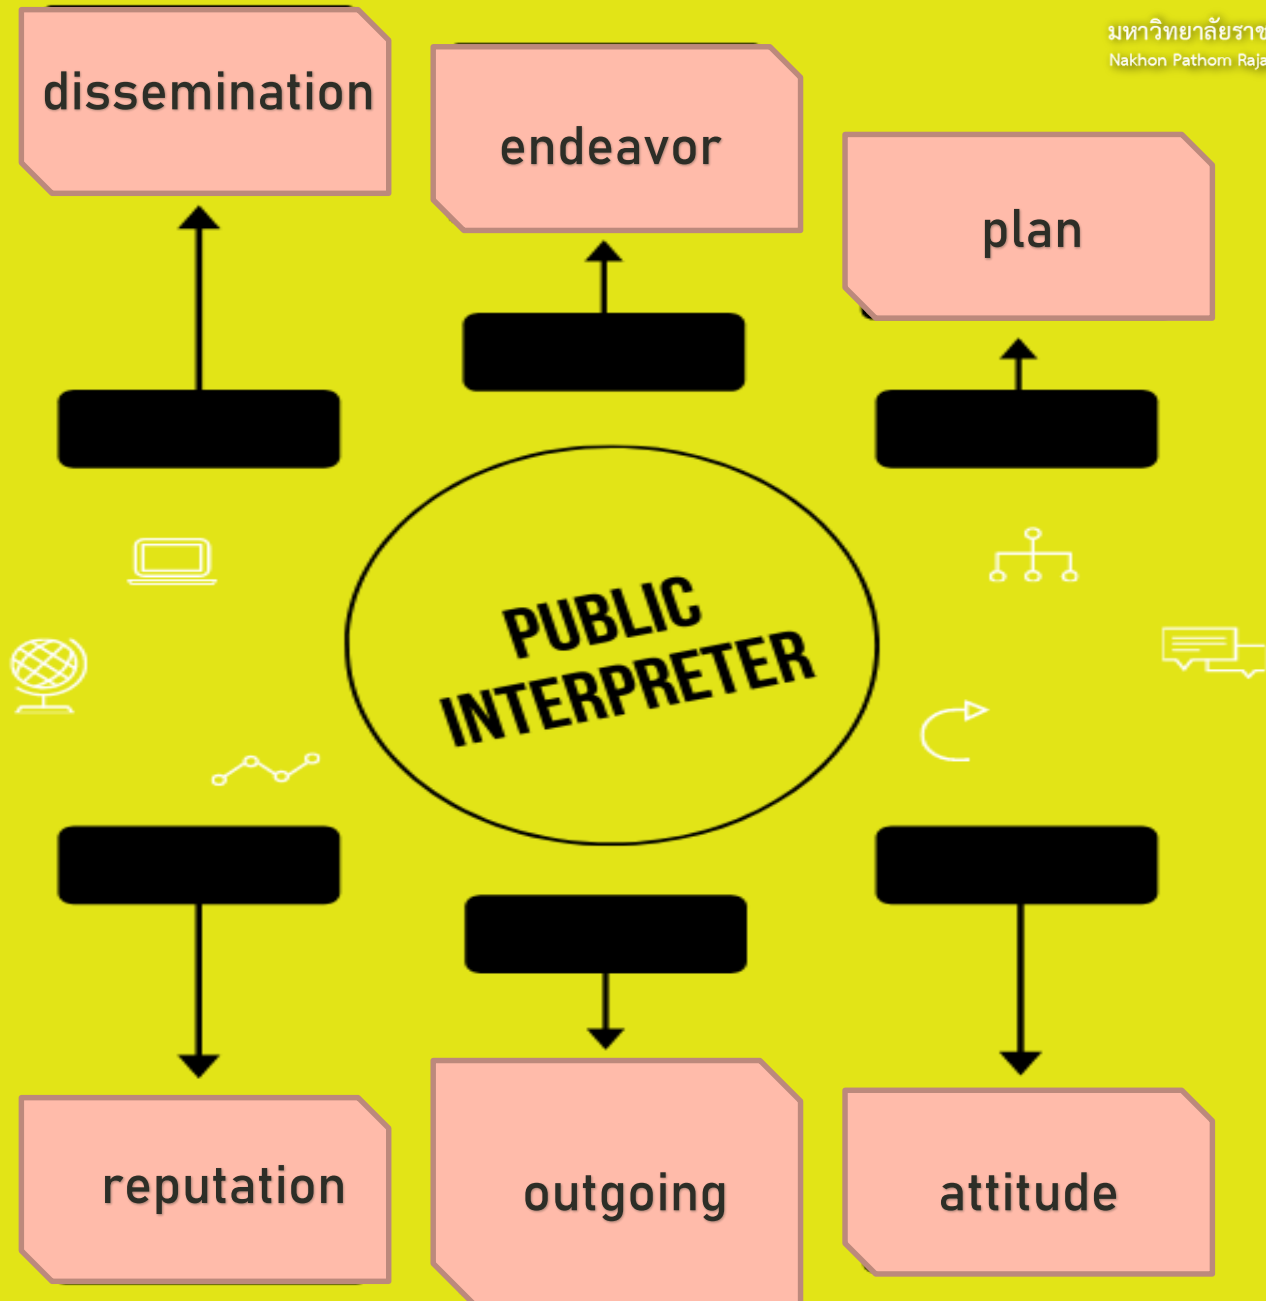 มหาวิทยาลัยราช
Nakhon Pathom Raja
dissemination
endeavor
plan
PUBLIC
INTERPRETER
reputation
outgoing
attitude